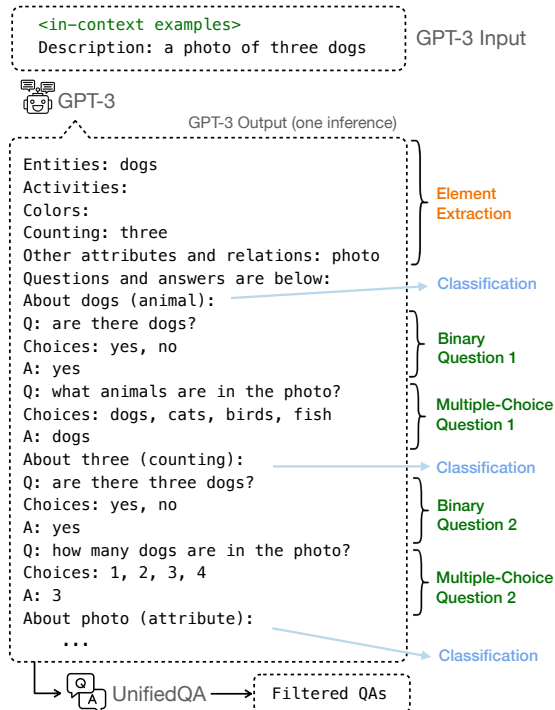 <in-context examples>
Description: a photo of three dogs
GPT-3 Input
GPT-3
GPT-3 Output (one inference)
Entities: dogs
Activities:
Colors:
Counting: three
Other attributes and relations: photo
Element
Extraction
Questions and answers are below:
About dogs (animal):
Classification
Q: are there dogs?
Choices: yes, no
A: yes
Binary
Question 1
Q: what animals are in the photo?
Choices: dogs, cats, birds, fish
A: dogs
Multiple-Choice
Question 1
About three (counting):
Classification
Q: are there three dogs?
Choices: yes, no
A: yes
Binary
Question 2
Q: how many dogs are in the photo?
Choices: 1, 2, 3, 4
A: 3
Multiple-Choice
Question 2
About photo (attribute):
...
Classification
Q
A
UnifiedQA
Filtered QAs